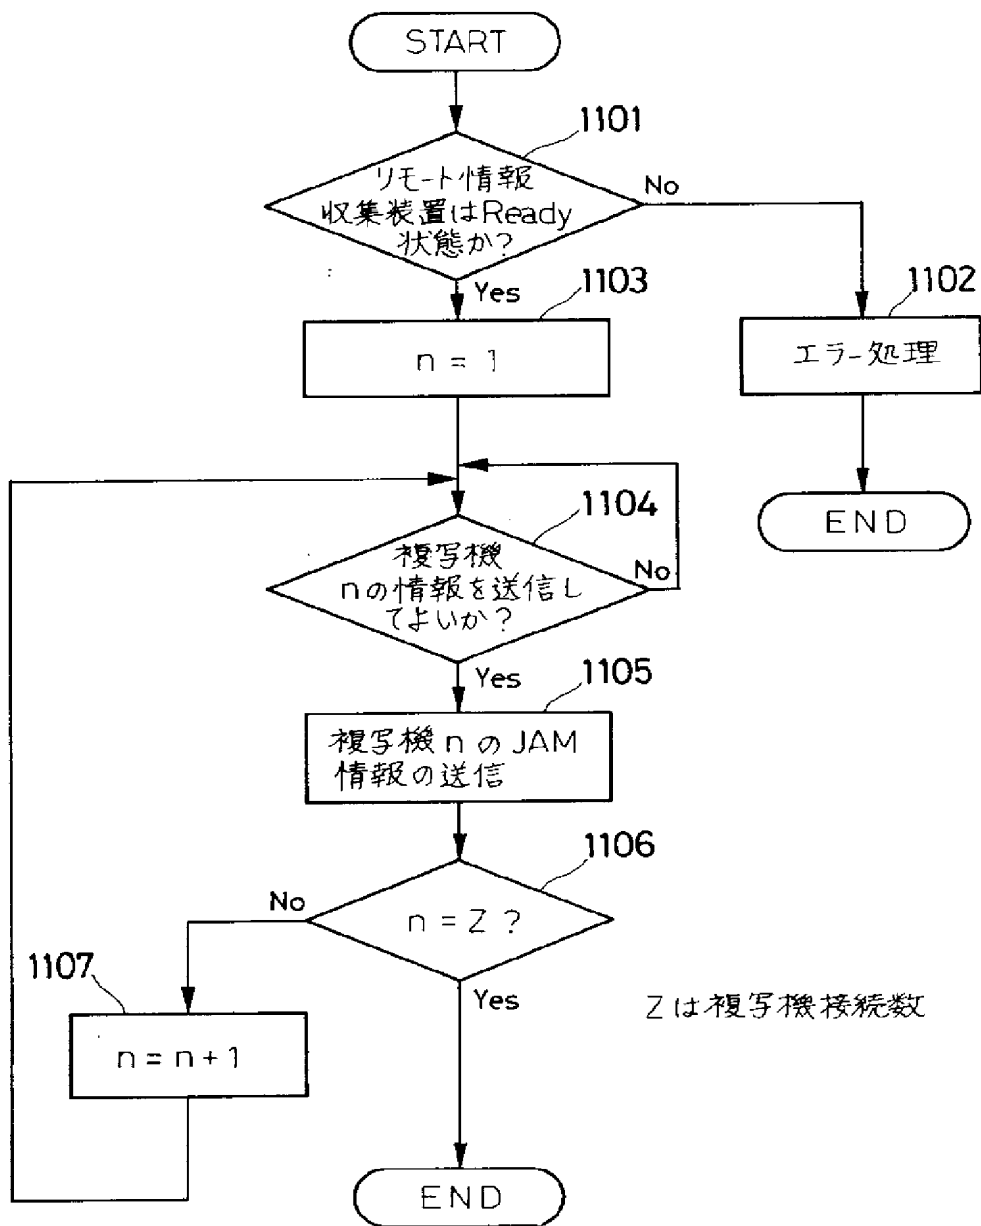 START
1101
リモート情報
収集装置はReady
状態か?
No
Yes
1103
n = 1
1102
エラー処理
END
1104
複写機
nの情報を送信し
てよいか?
No
Yes
1105
複写機nのJAM
情報の送信
1106
n = Z ?
No
Yes
1107
n = n + 1
Zは複写機接続数
END